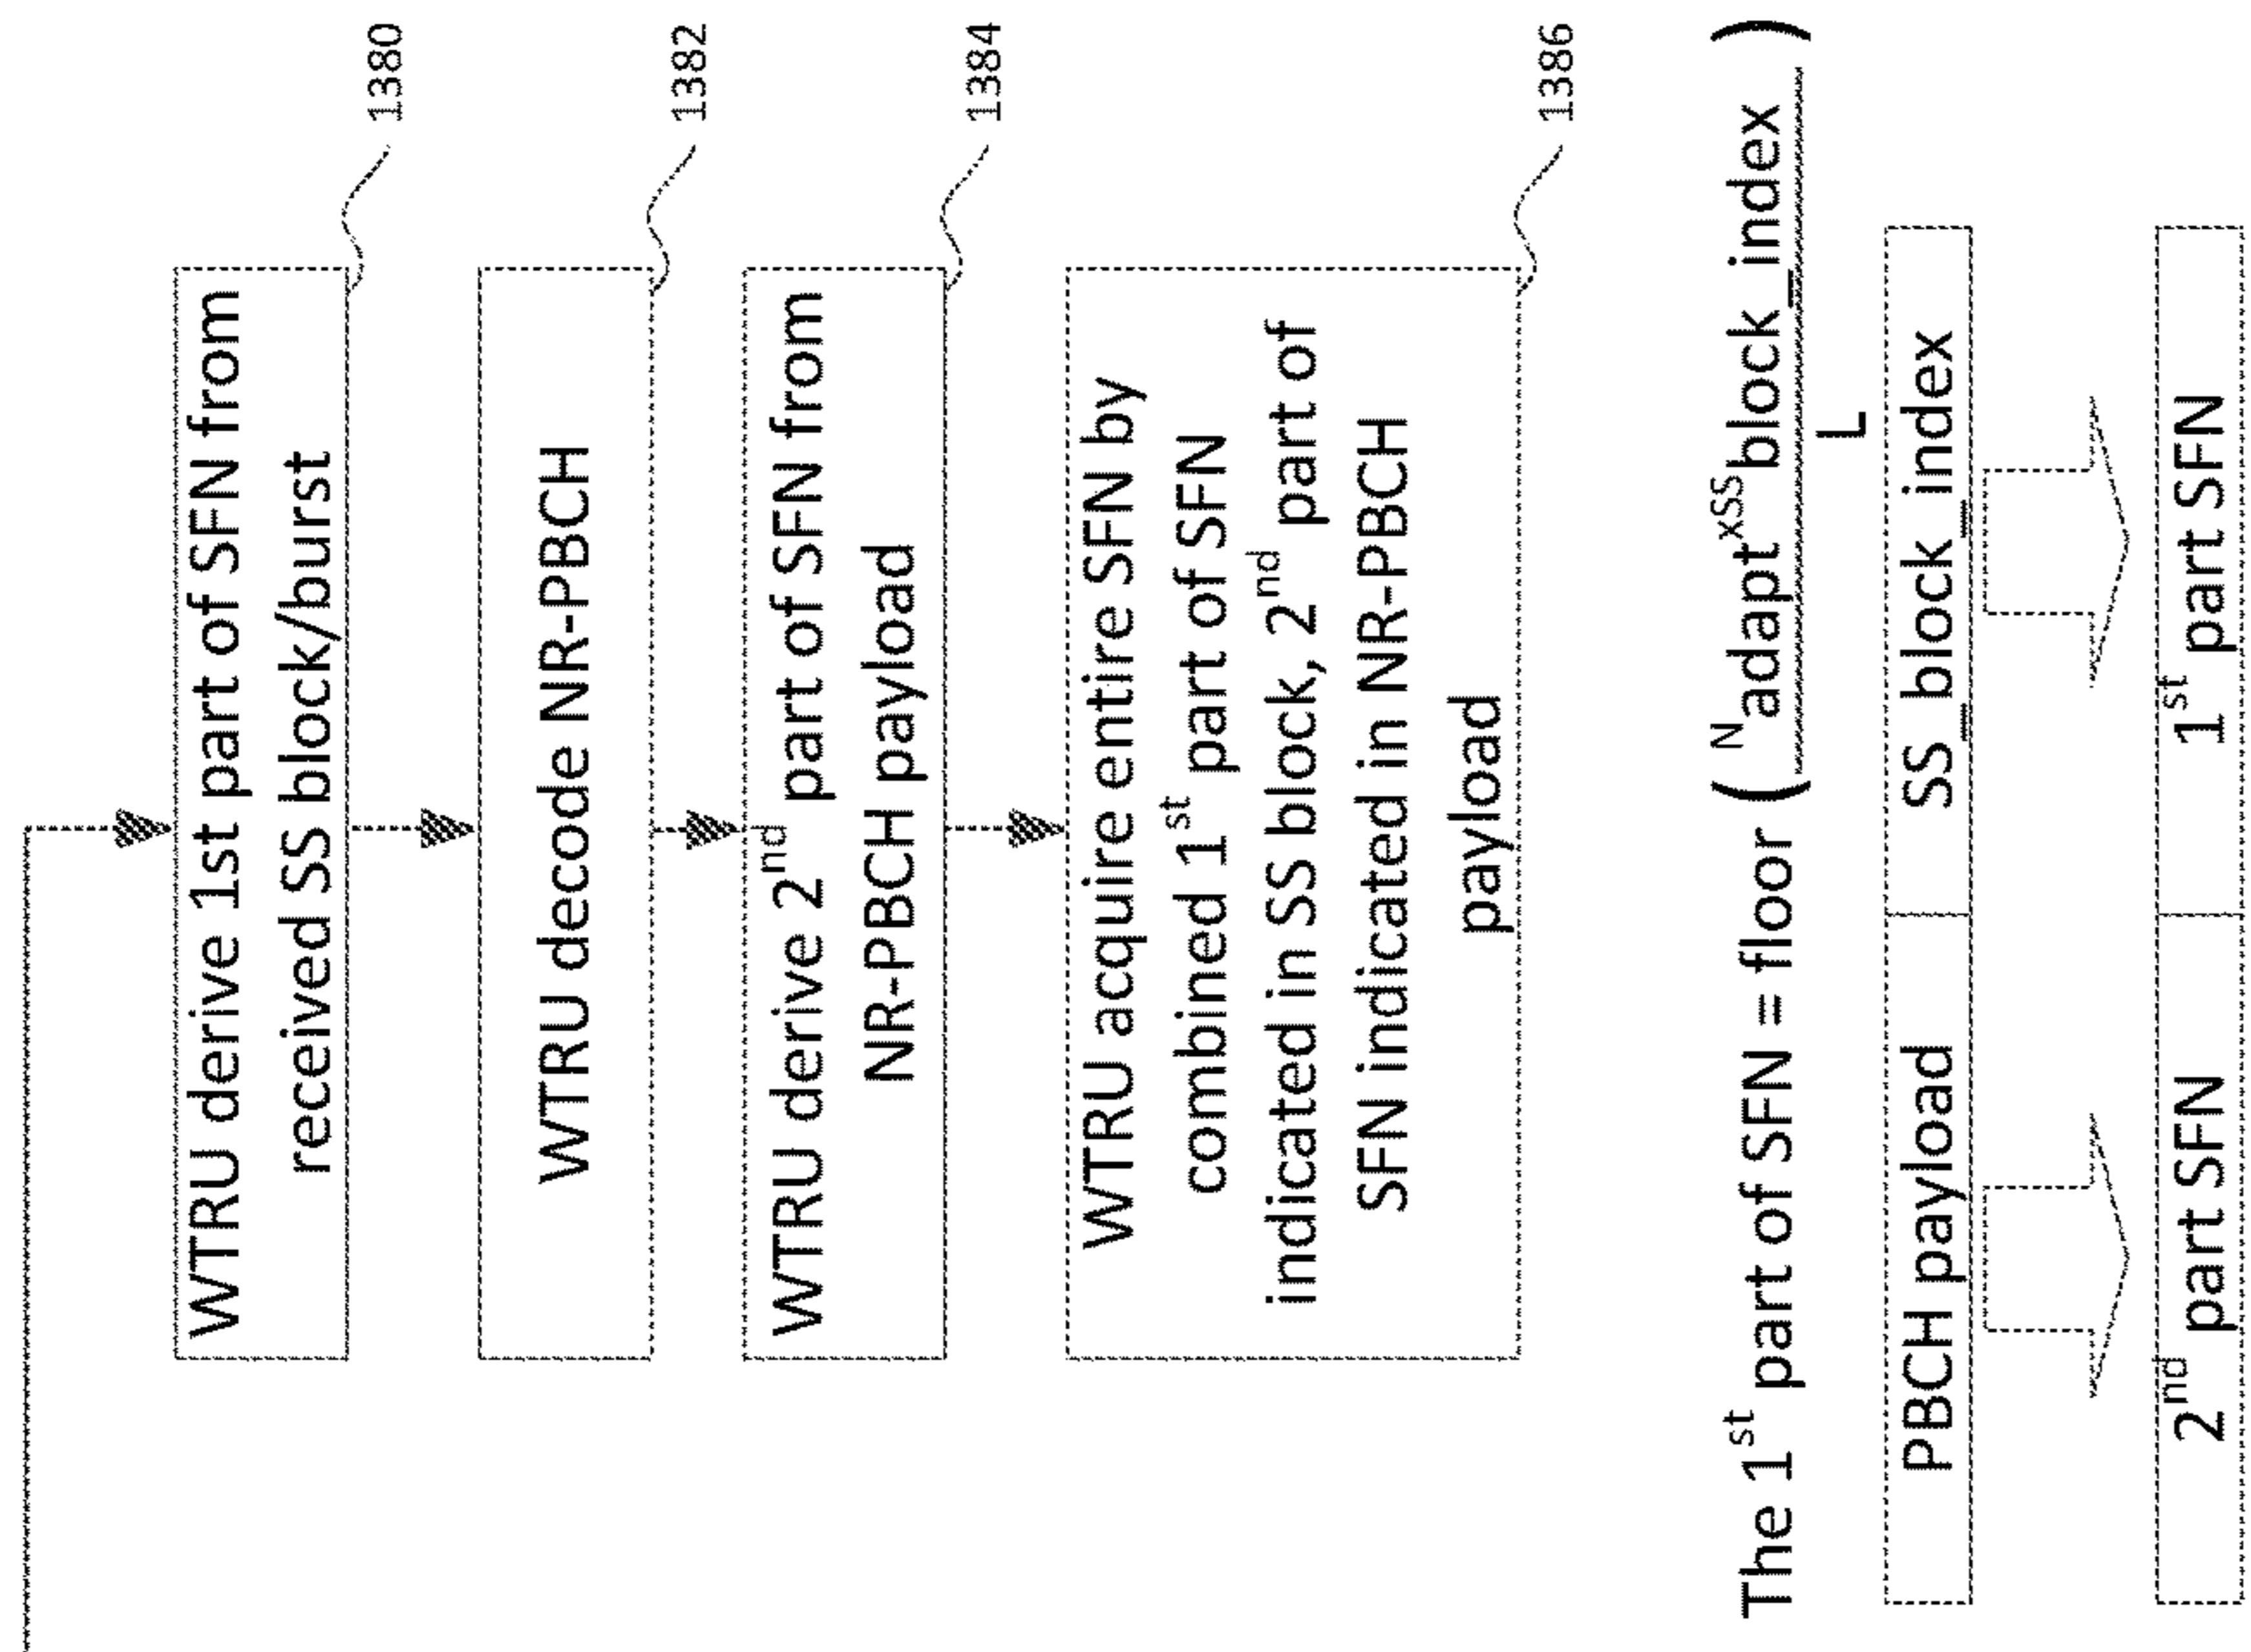 WTRU derive 1st part of SFN from
received SS block/burst
1380
WTRU decode NR-PBCH
1382
WTRU derive 2nd part of SFN from
NR-PBCH payload
1384
WTRU acquire entire SFN by
combined 1st part of SFN
indicated in SS block, 2nd part of
SFN indicated in NR-PBCH
payload
1386
The 1st part of SFN = floor ( N adapt xSS block_index )
L
PBCH payload
SS_block_index
2nd part SFN
1st part SFN